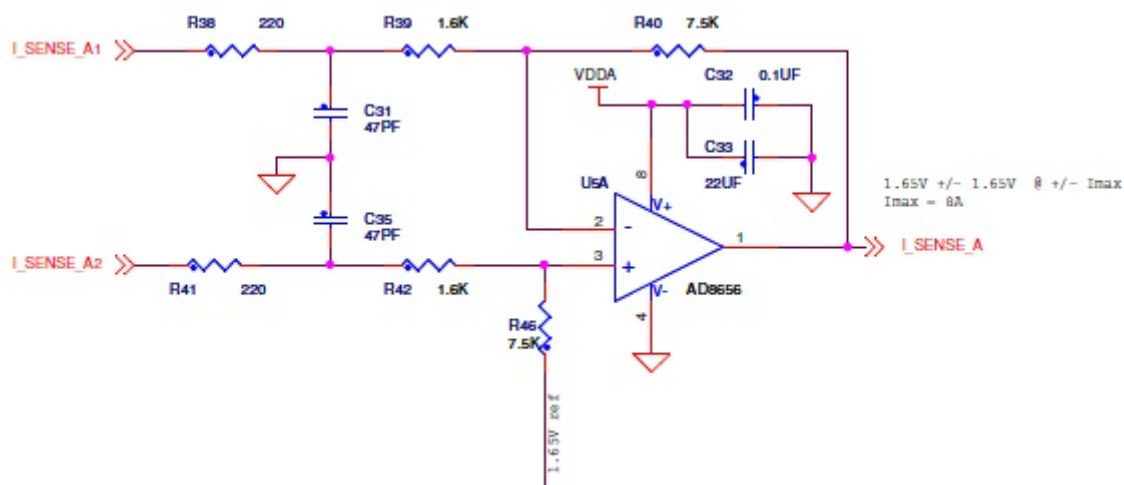 R38 220 R39 1.6K R40 7.5K
I_SENSE_A1
VDDA C32 0.1UF
C31
47PF
C33
22UF
8
1.65V +/- 1.65V @ +/- Imax
Imax = 8A
U5A
V+
C35
47PF
2 -
1
I_SENSE_A
I_SENSE_A2
3 +
R41 220 R42 1.6K
V- AD8656
4
R46
7.5K
1.65V ref